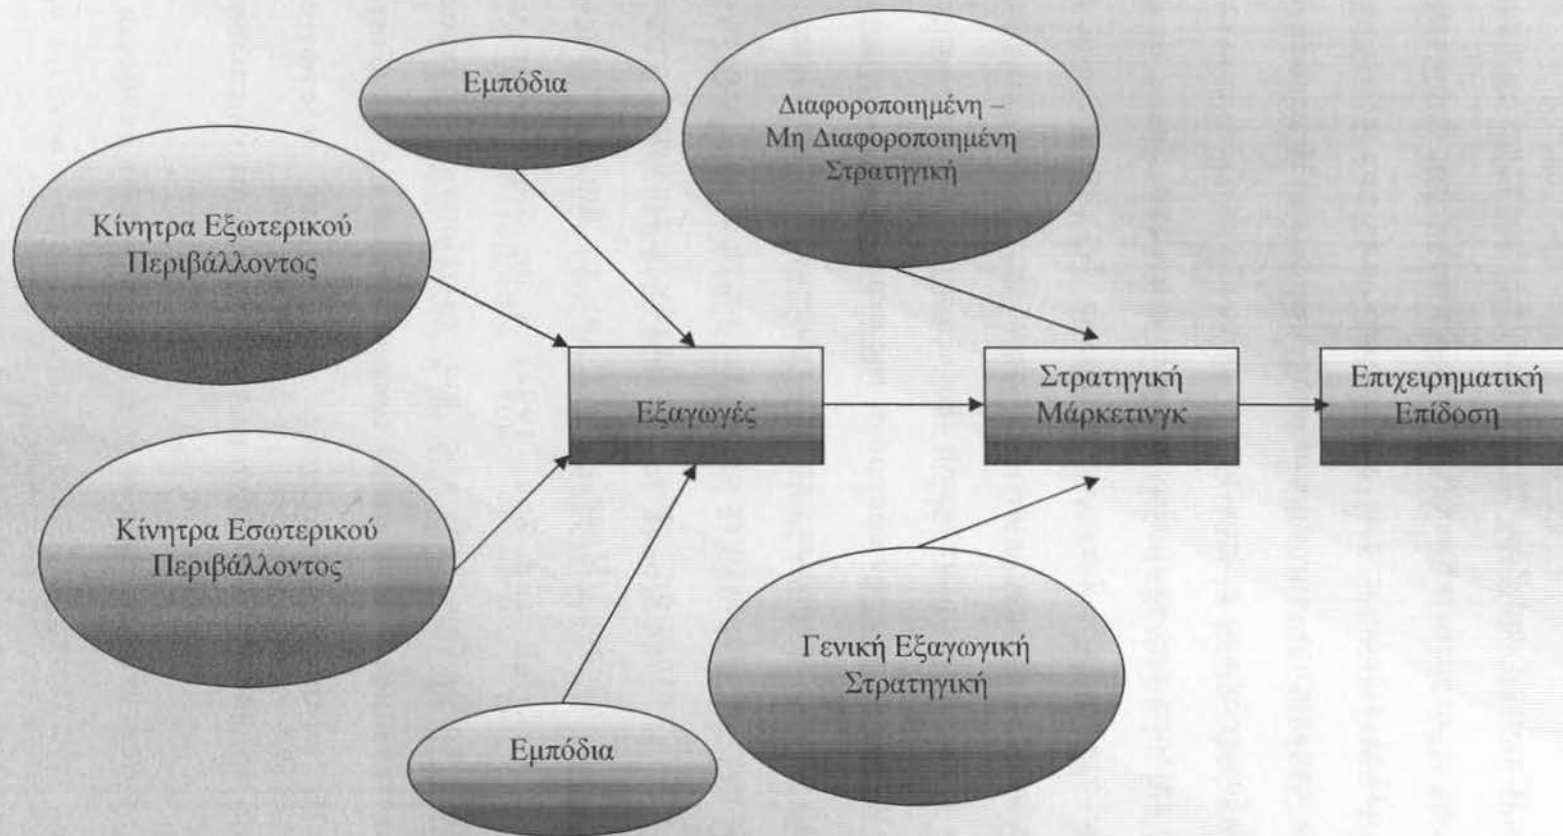 Εμπόδια
Διαφοροποιημένη –
Μη Διαφοροποιημένη
Στρατηγική
Κίνητρα Εξωτερικού
Περιβάλλοντος
Εξαγωγές
Στρατηγική
Μάρκετινγκ
Επιχειρηματική
Επίδοση
Κίνητρα Εσωτερικού
Περιβάλλοντος
Γενική Εξαγωγική
Στρατηγική
Εμπόδια